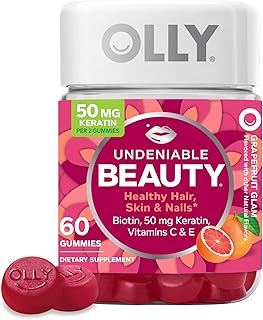 OLLY
50 MG
KERATIN
PER 2 GUMMIES
UNDENIABLE
BEAUTY
Healthy Hair,
Skin & Nails*
Biotin, 50 mg Keratin,
Vitamins C & E
60
GUMMIES
DIETARY SUPPLEMENT
GRAPEFRUIT GLAM
Flavored with other Natural Flavors
OLLY